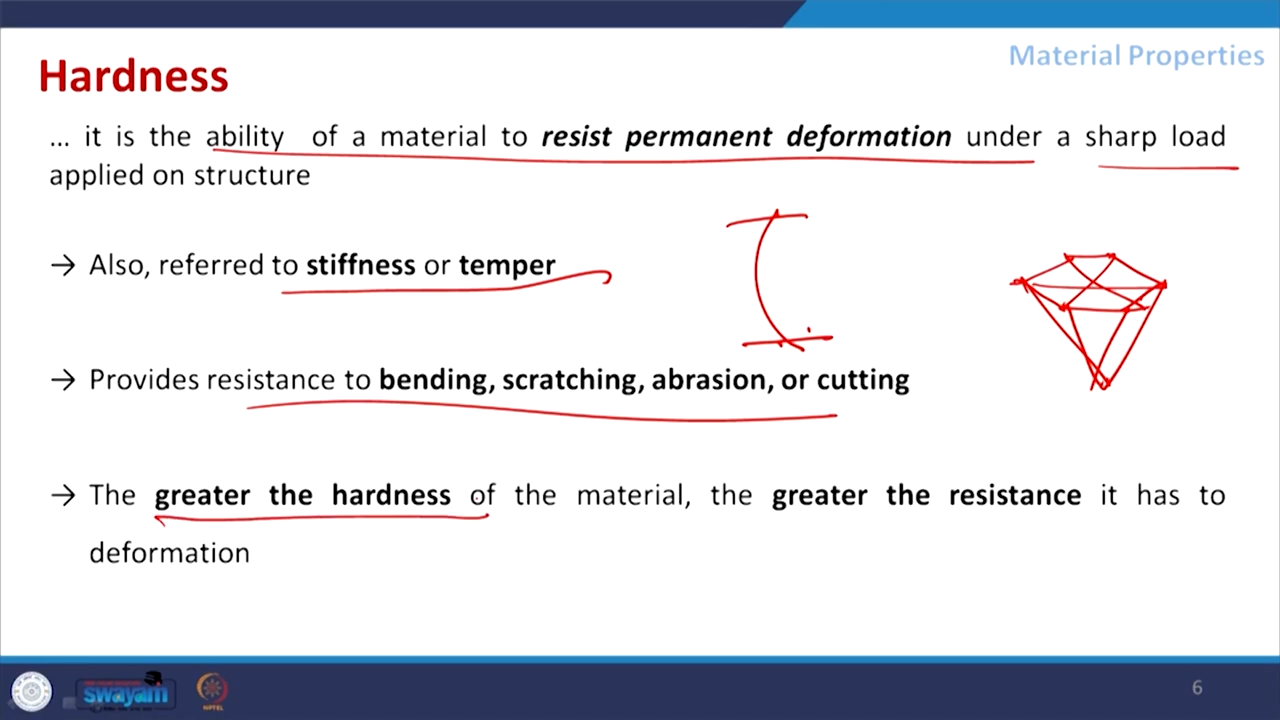 Material Properties
Hardness
... it is the ability of a material to resist permanent deformation under a sharp load
applied on structure
→ Also, referred to stiffness or temper
→ Provides resistance to bending, scratching, abrasion, or cutting
→ The greater the hardness of the material, the greater the resistance it has to
deformation
swayam
NPTEL
6